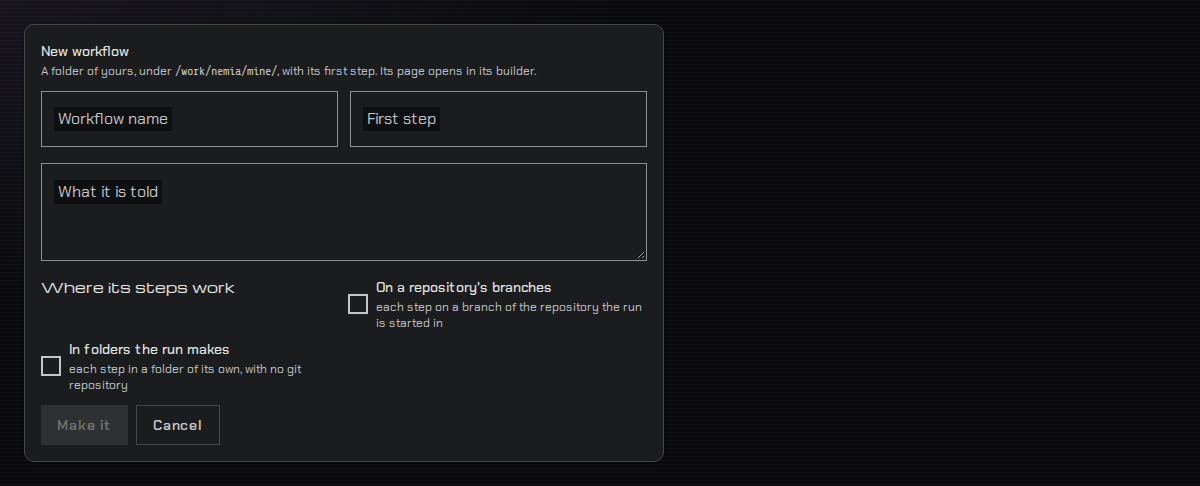 New workflow
A folder of yours, under /work/nemia/mine/, with its first step. Its page opens in its builder.
Workflow name
First step
What it is told
Where its steps work
On a repository's branches
each step on a branch of the repository the run
is started in
In folders the run makes
each step in a folder of its own, with no git
repository
Make it
Cancel